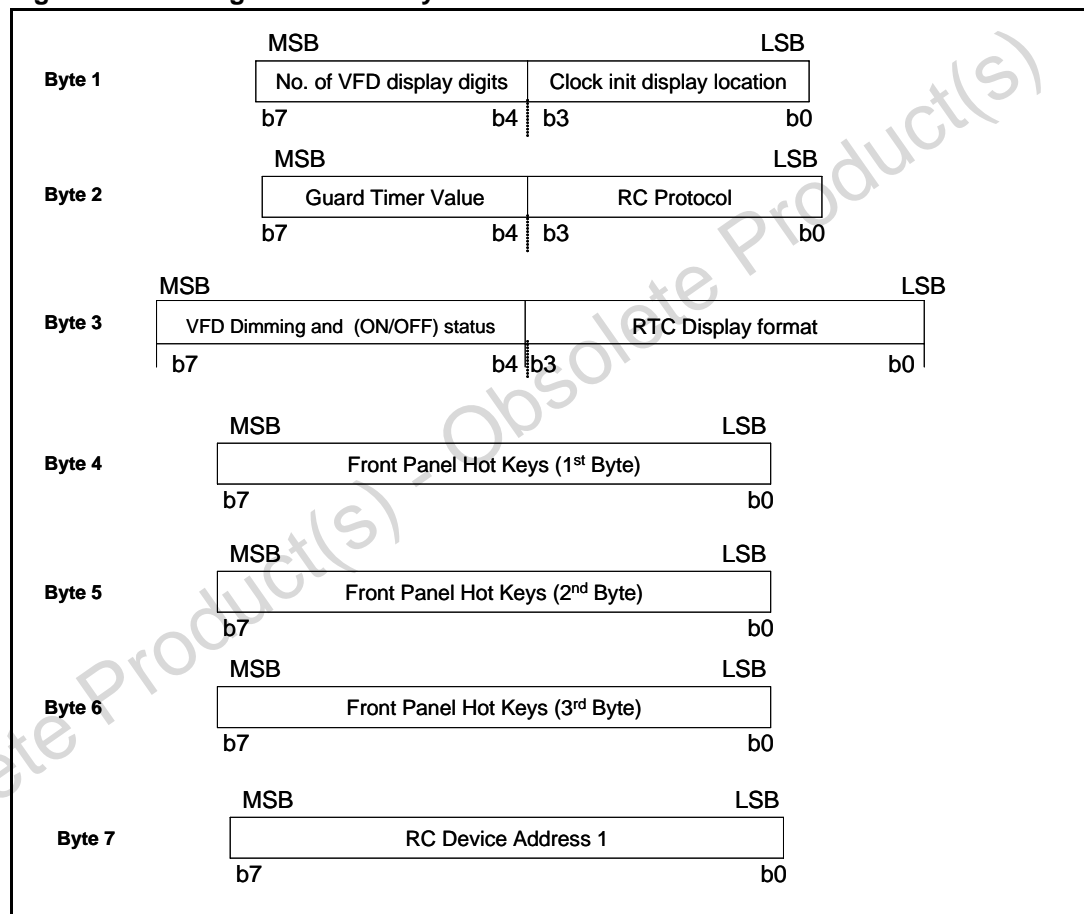 MSB LSB
Byte 1 No. of VFD display digits Clock init display location
b7 b4 b3 b0
MSB LSB
Byte 2 Guard Timer Value RC Protocol
b7 b4 b3 b0
MSB LSB
Byte 3 VFD Dimming and (ON/OFF) status RTC Display format
b7 b4 b3 b0
MSB LSB
Byte 4 Front Panel Hot Keys (1st Byte)
b7 b0
MSB LSB
Byte 5 Front Panel Hot Keys (2nd Byte)
b7 b0
MSB LSB
Byte 6 Front Panel Hot Keys (3rd Byte)
b7 b0
MSB LSB
Byte 7 RC Device Address 1
b7 b0
ete Product(s) - Obsolete Product(s)